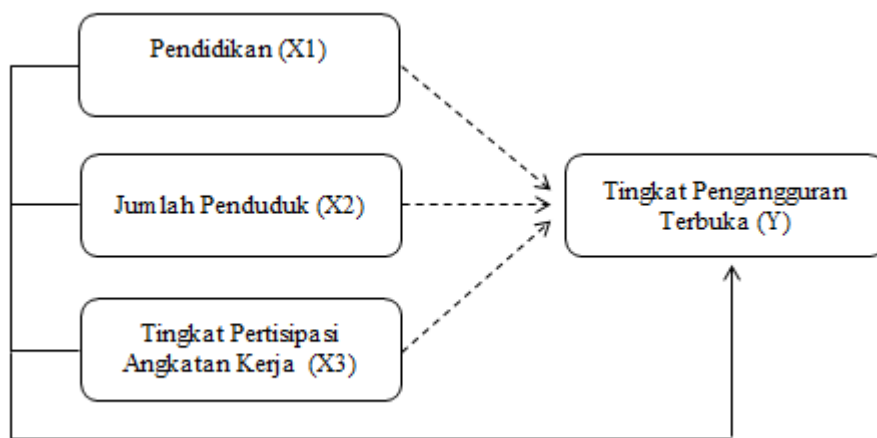 Pendidikan (X1)
Jumlah Penduduk (X2)
Tingkat Pertisipasi
Angkatan Kerja (X3)
Tingkat Pengangguran
Terbuka (Y)